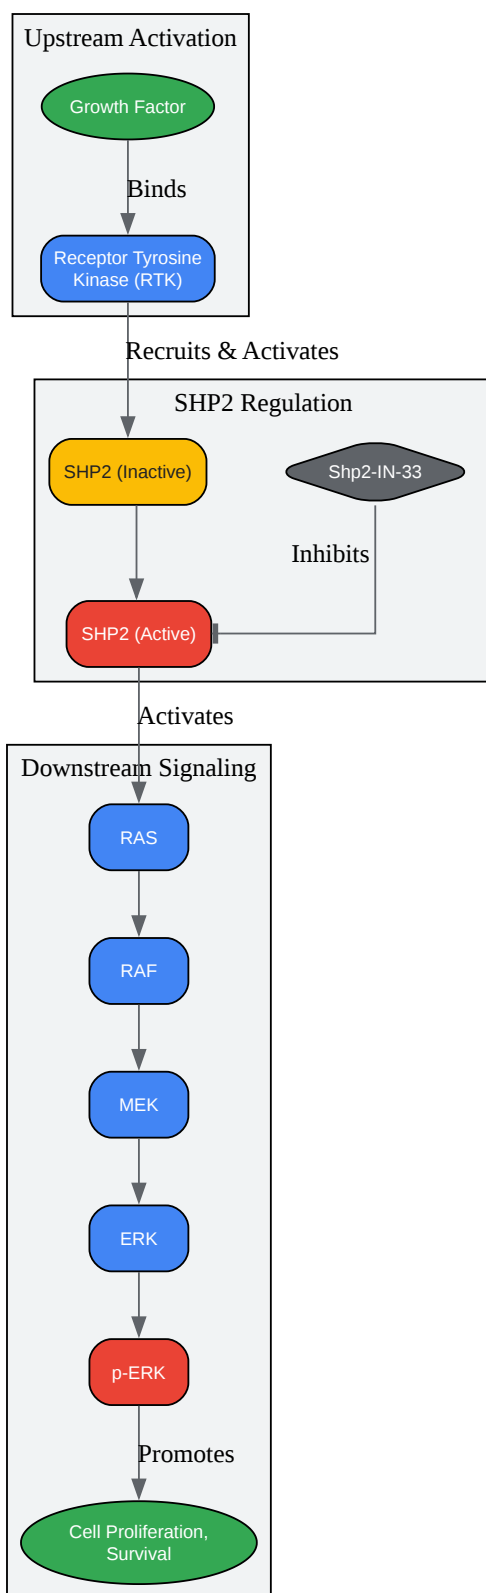 Upstream Activation
Growth Factor
Binds
Receptor Tyrosine
Kinase (RTK)
Recruits & Activates
SHP2 Regulation
SHP2 (Inactive)
Shp2-IN-33
Inhibits
SHP2 (Active)
Activates
Downstream Signaling
RAS
RAF
MEK
ERK
p-ERK
Promotes
Cell Proliferation,
Survival